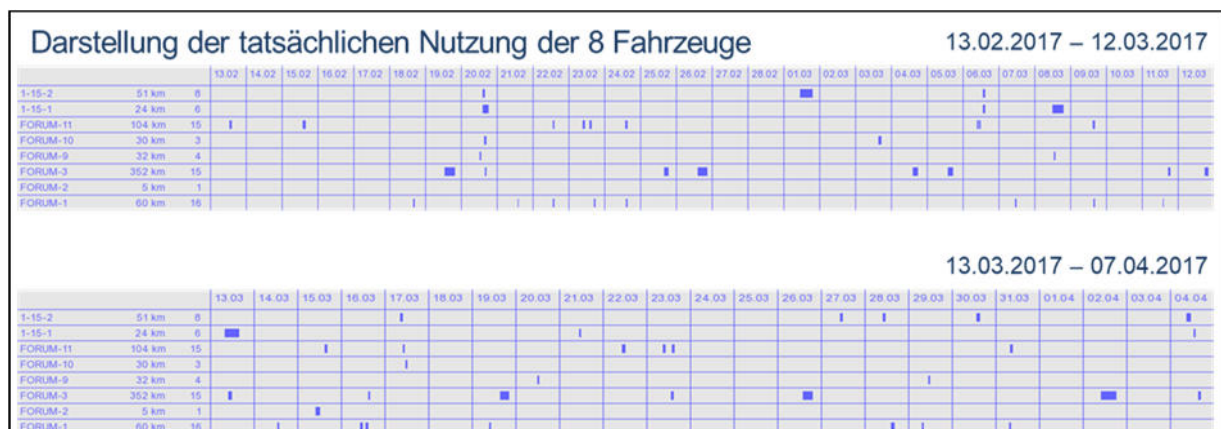 Darstellung der tatsächlichen Nutzung der 8 Fahrzeuge 13.02.2017 – 12.03.2017
13.02 14.02 15.02 16.02 17.02 18.02 19.02 20.02 21.02 22.02 23.02 24.02 25.02 26.02 27.02 28.02 01.03 02.03 03.03 04.03 05.03 06.03 07.03 08.03 09.03 10.03 11.03 12.03
1-15-2 51 km 8
1-15-1 24 km 6
FORUM-11 104 km 15
FORUM-10 30 km 3
FORUM-9 32 km 4
FORUM-3 352 km 15
FORUM-2 5 km 1
FORUM-1 60 km 16
13.03.2017 – 07.04.2017
13.03 14.03 15.03 16.03 17.03 18.03 19.03 20.03 21.03 22.03 23.03 24.03 25.03 26.03 27.03 28.03 29.03 30.03 31.03 01.04 02.04 03.04 04.04
1-15-2 51 km 8
1-15-1 24 km 6
FORUM-11 104 km 15
FORUM-10 30 km 3
FORUM-9 32 km 4
FORUM-3 352 km 15
FORUM-2 5 km 1
FORUM-1 60 km 16